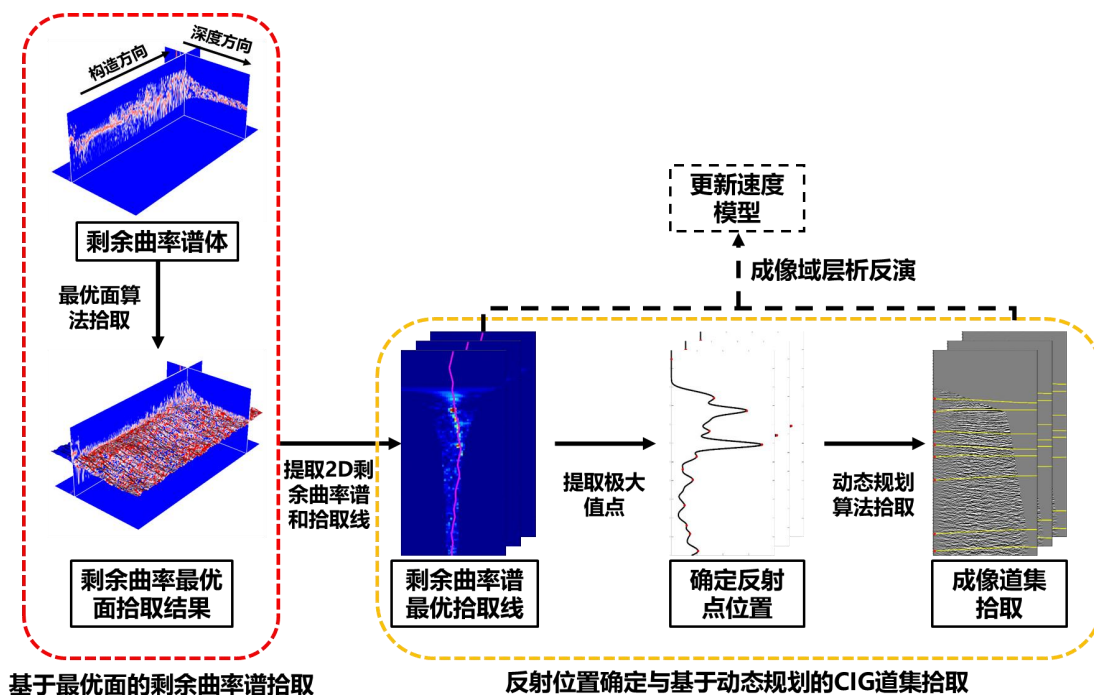 构造方向
深度方向
剩余曲率谱体
最优面算
法拾取
剩余曲率最优
面拾取结果
基于最优面的剩余曲率谱拾取
提取2D剩
余曲率谱
和拾取线
更新速度
模型
成像域层析反演
剩余曲率谱
最优拾取线
提取极大
值点
确定反射
点位置
动态规划
算法拾取
成像道集
拾取
反射位置确定与基于动态规划的CIG道集拾取